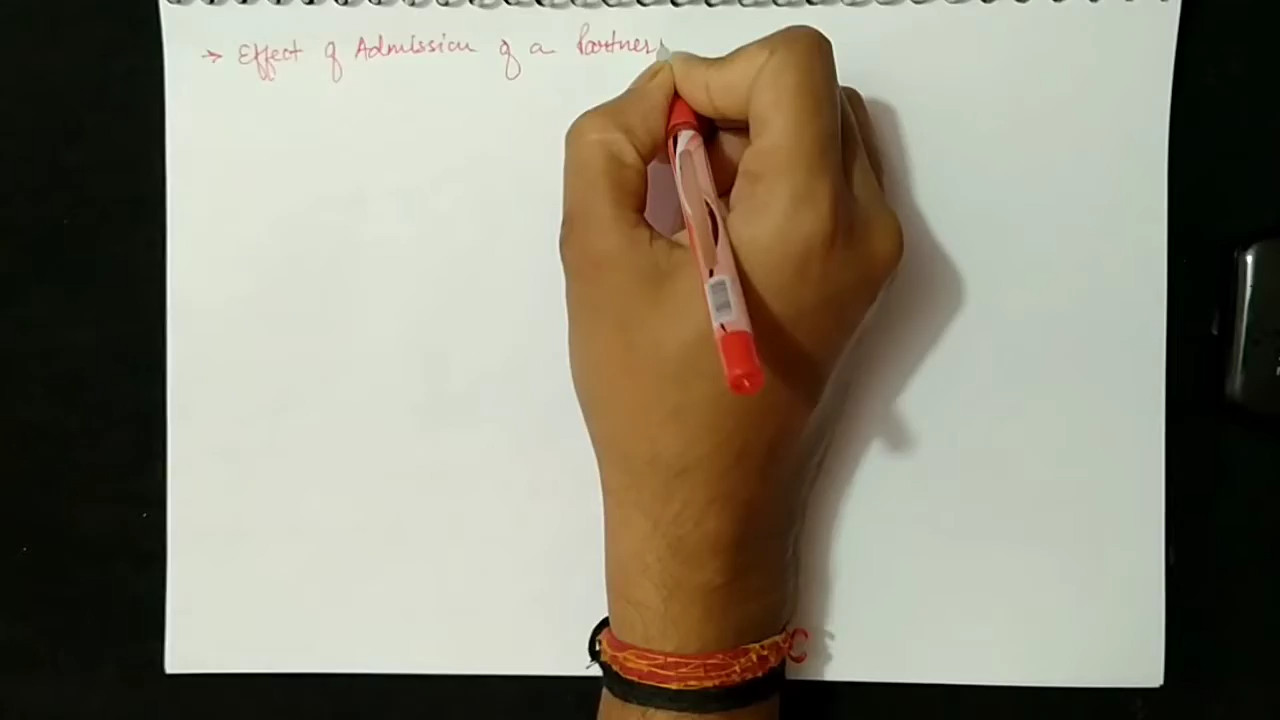 → Effect of Admission of a Partner